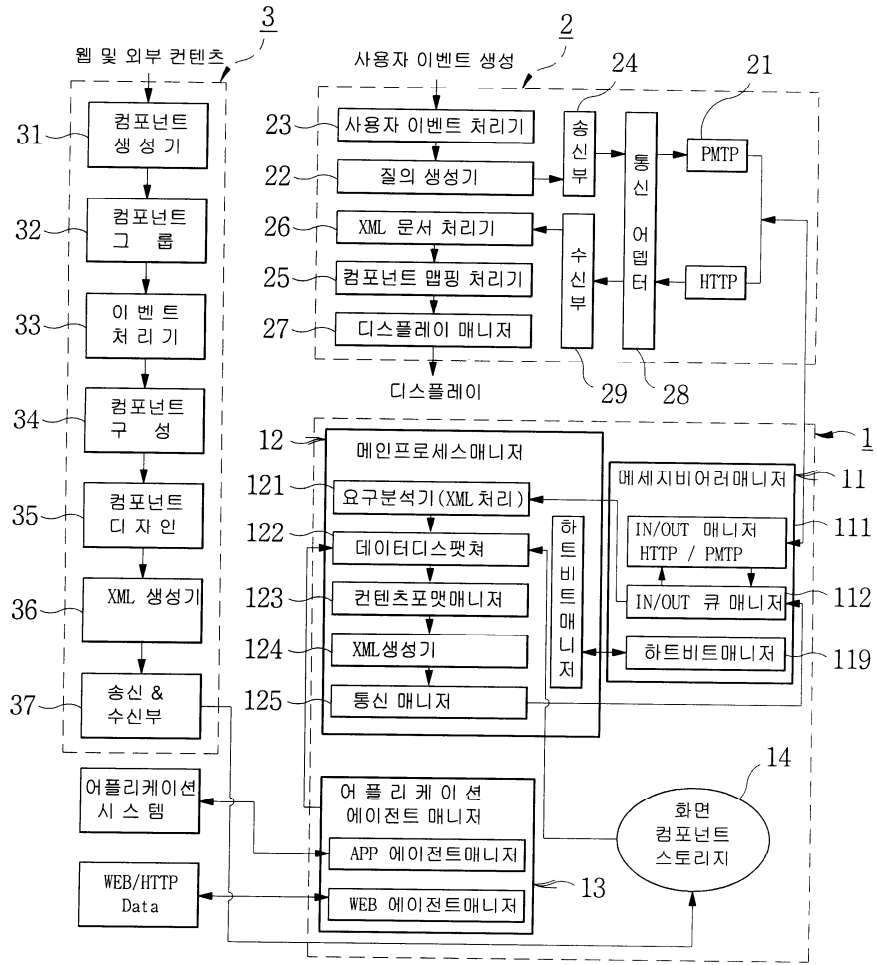 3
웹 및 외부 컨텐츠
31
컴포넌트
생성기
32
컴포넌트
그 룹
33
이 벤 트
처 리 기
34
컴포넌트
구 성
35
컴포넌트
디 자 인
36
XML 생성기
37
송신 &
수신부
어플리케이션
시 스 템
WEB/HTTP
Data
사용자 이벤트 생성
2
24
21
23
사용자 이벤트 처리기
22
질의 생성기
26
XML 문서 처리기
25
컴포넌트 맵핑 처리기
27
디스플레이 매니저
송신부
수신부
통신 어뎁터
PMTP
HTTP
29
28
디스플레이
1
12
메인프로세스매니저
121
요구분석기(XML 처리)
122
데이터디스팻쳐
123
컨텐츠포맷매니저
124
XML생성기
125
통신 매니저
하트비트매니저
메세지비어러매니저
11
IN/OUT 매니저
HTTP / PMTP
111
IN/OUT 큐 매니저
112
하트비트매니저
119
어 플 리 케 이 션
에이전트 매니저
APP 에이전트매니저
WEB 에이전트매니저
13
14
화면
컴포넌트
스토리지